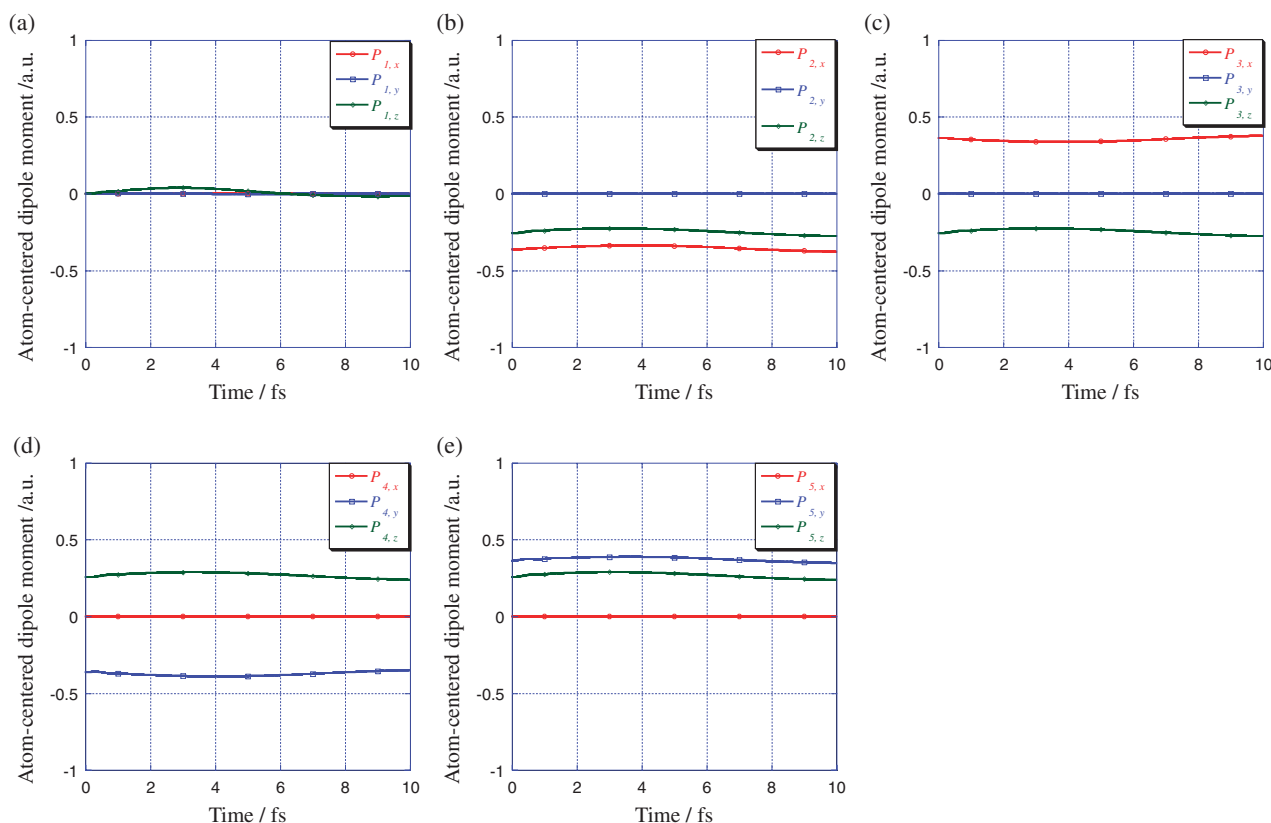 (a)
Atom-centered dipole moment /a.u.
1
0.5
0
-0.5
-1
P1, x
P1, y
P1, z
0 2 4 6 8 10
Time / fs
(b)
Atom-centered dipole moment /a.u.
1
0.5
0
-0.5
-1
P2, x
P2, y
P2, z
0 2 4 6 8 10
Time / fs
(c)
Atom-centered dipole moment /a.u.
1
0.5
0
-0.5
-1
P3, x
P3, y
P3, z
0 2 4 6 8 10
Time / fs
(d)
Atom-centered dipole moment /a.u.
1
0.5
0
-0.5
-1
P4, x
P4, y
P4, z
0 2 4 6 8 10
Time / fs
(e)
Atom-centered dipole moment /a.u.
1
0.5
0
-0.5
-1
P5, x
P5, y
P5, z
0 2 4 6 8 10
Time / fs